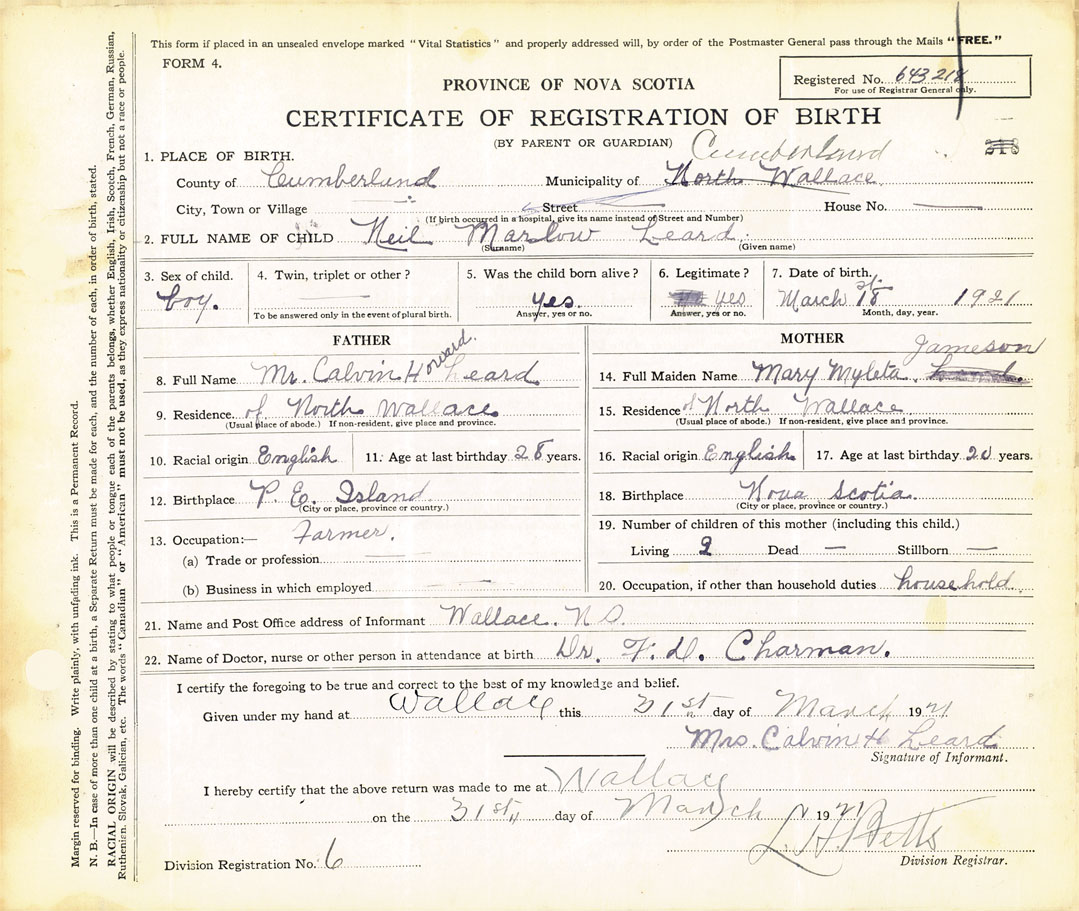 This form if placed in an unsealed envelope marked "Vital Statistics" and properly addressed will, by order of the Postmaster General pass through the Mails "FREE."
FORM 4.
Registered No. 643218
For use of Registrar General only.
PROVINCE OF NOVA SCOTIA
CERTIFICATE OF REGISTRATION OF BIRTH
(BY PARENT OR GUARDIAN)
Cumberland
1. PLACE OF BIRTH.
County of Cumberland Municipality of North Wallace
City, Town or Village Street House No.
(If birth occurred in a hospital, give its name instead of Street and Number)
2. FULL NAME OF CHILD Neil Marlow Leard.
(Surname) (Given name)
3. Sex of child. 4. Twin, triplet or other? 5. Was the child born alive? 6. Legitimate? 7. Date of birth.
boy. yes. yes March 18 st. 1921
To be answered only in the event of plural birth. Answer, yes or no. Answer, yes or no. Month, day, year.
FATHER
8. Full Name Mr. Calvin Howard Leard
9. Residence. of North Wallace
(Usual place of abode.) If non-resident, give place and province.
10. Racial origin English 11. Age at last birthday 28 years.
12. Birthplace P. E. Island
(City or place, province or country.)
13. Occupation:— Farmer.
(a) Trade or profession
(b) Business in which employed
MOTHER
Jameson
14. Full Maiden Name Mary Myleta
15. Residence of North Wallace
(Usual place of abode.) If non-resident, give place and province.
16. Racial origin English 17. Age at last birthday years.
18. Birthplace Nova Scotia.
(City or place, province or country.)
19. Number of children of this mother (including this child.)
Living 2 Dead — Stillborn —
20. Occupation, if other than household duties household
21. Name and Post Office address of Informant Wallace. N.S.
22. Name of Doctor, nurse or other person in attendance at birth Dr. F. D. Charman.
I certify the foregoing to be true and correct to the best of my knowledge and belief.
Given under my hand at Wallace this 31st day of March 1921
Mrs. Calvin H Leard
Signature of Informant.
I hereby certify that the above return was made to me at Wallace
on the 31st day of March 1921
L. H. Betts
Division Registrar.
Division Registration No. 6
Margin reserved for binding. Write plainly, with unfading ink. This is a Permanent Record.
N. B.—In case of more than one child at a birth, a Separate Return must be made for each, and the number of each, in order of birth, stated.
RACIAL ORIGIN will be described by stating to what people or tongue each of the parents belongs, whether English, Irish, Scotch, French, German, Russian,
Ruthenian, Slovak, Galician, etc. The words "Canadian" or "American" must not be used, as they express nationality or citizenship but not a race or people.